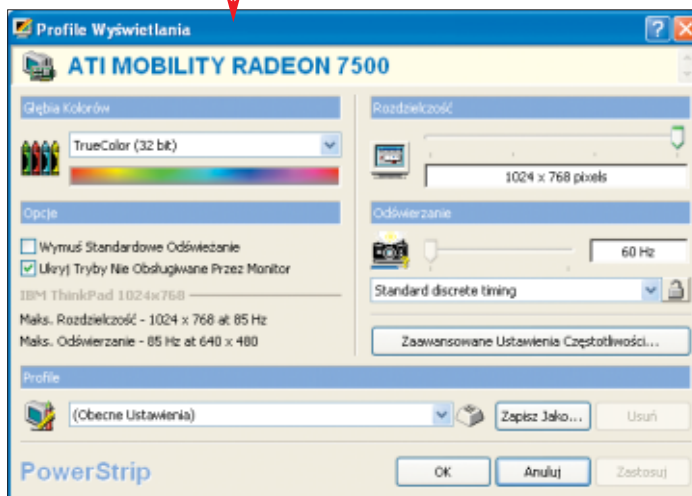 Profile Wyświetlania
ATI MOBILITY RADEON 7500
Głębia Kolorów
TrueColor (32 bit)
Rozdzielczość
1024 x 768 pixels
Opcje
Wymuś Standardowe Odświeżanie
Ukryj Tryby Nie Obsługiwane Przez Monitor
IBM ThinkPad 1024x768
Maks. Rozdzielczość - 1024 x 768 at 85 Hz
Maks. Odświerzanie - 85 Hz at 640 x 480
Odświerzanie
60 Hz
Standard discrete timing
Zaawansowane Ustawienia Częstotliwości...
Profile
(Obecne Ustawienia)
Zapisz Jako...
Usuń
PowerStrip
OK
Anuluj
Zastosuj